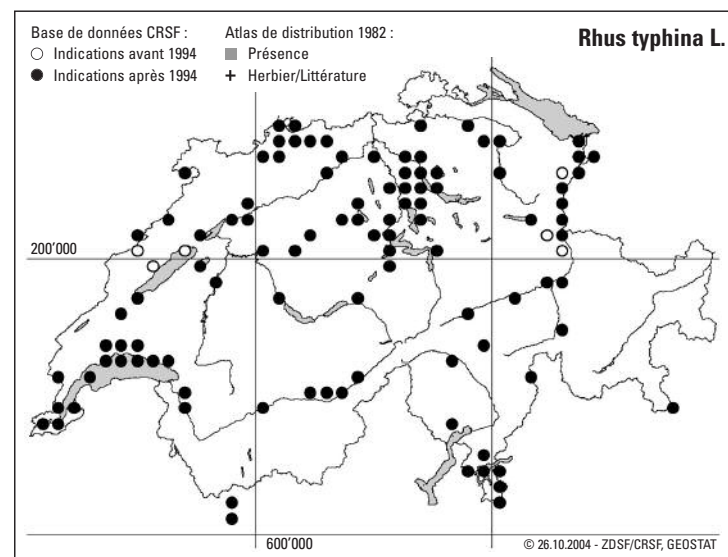 Base de données CRSF :
○ Indications avant 1994
● Indications après 1994
Atlas de distribution 1982 :
Présence
+ Herbier/Littérature
Rhus typhina L.
200'000
600'000
© 26.10.2004 - ZDSF/CRSF, GEOSTAT